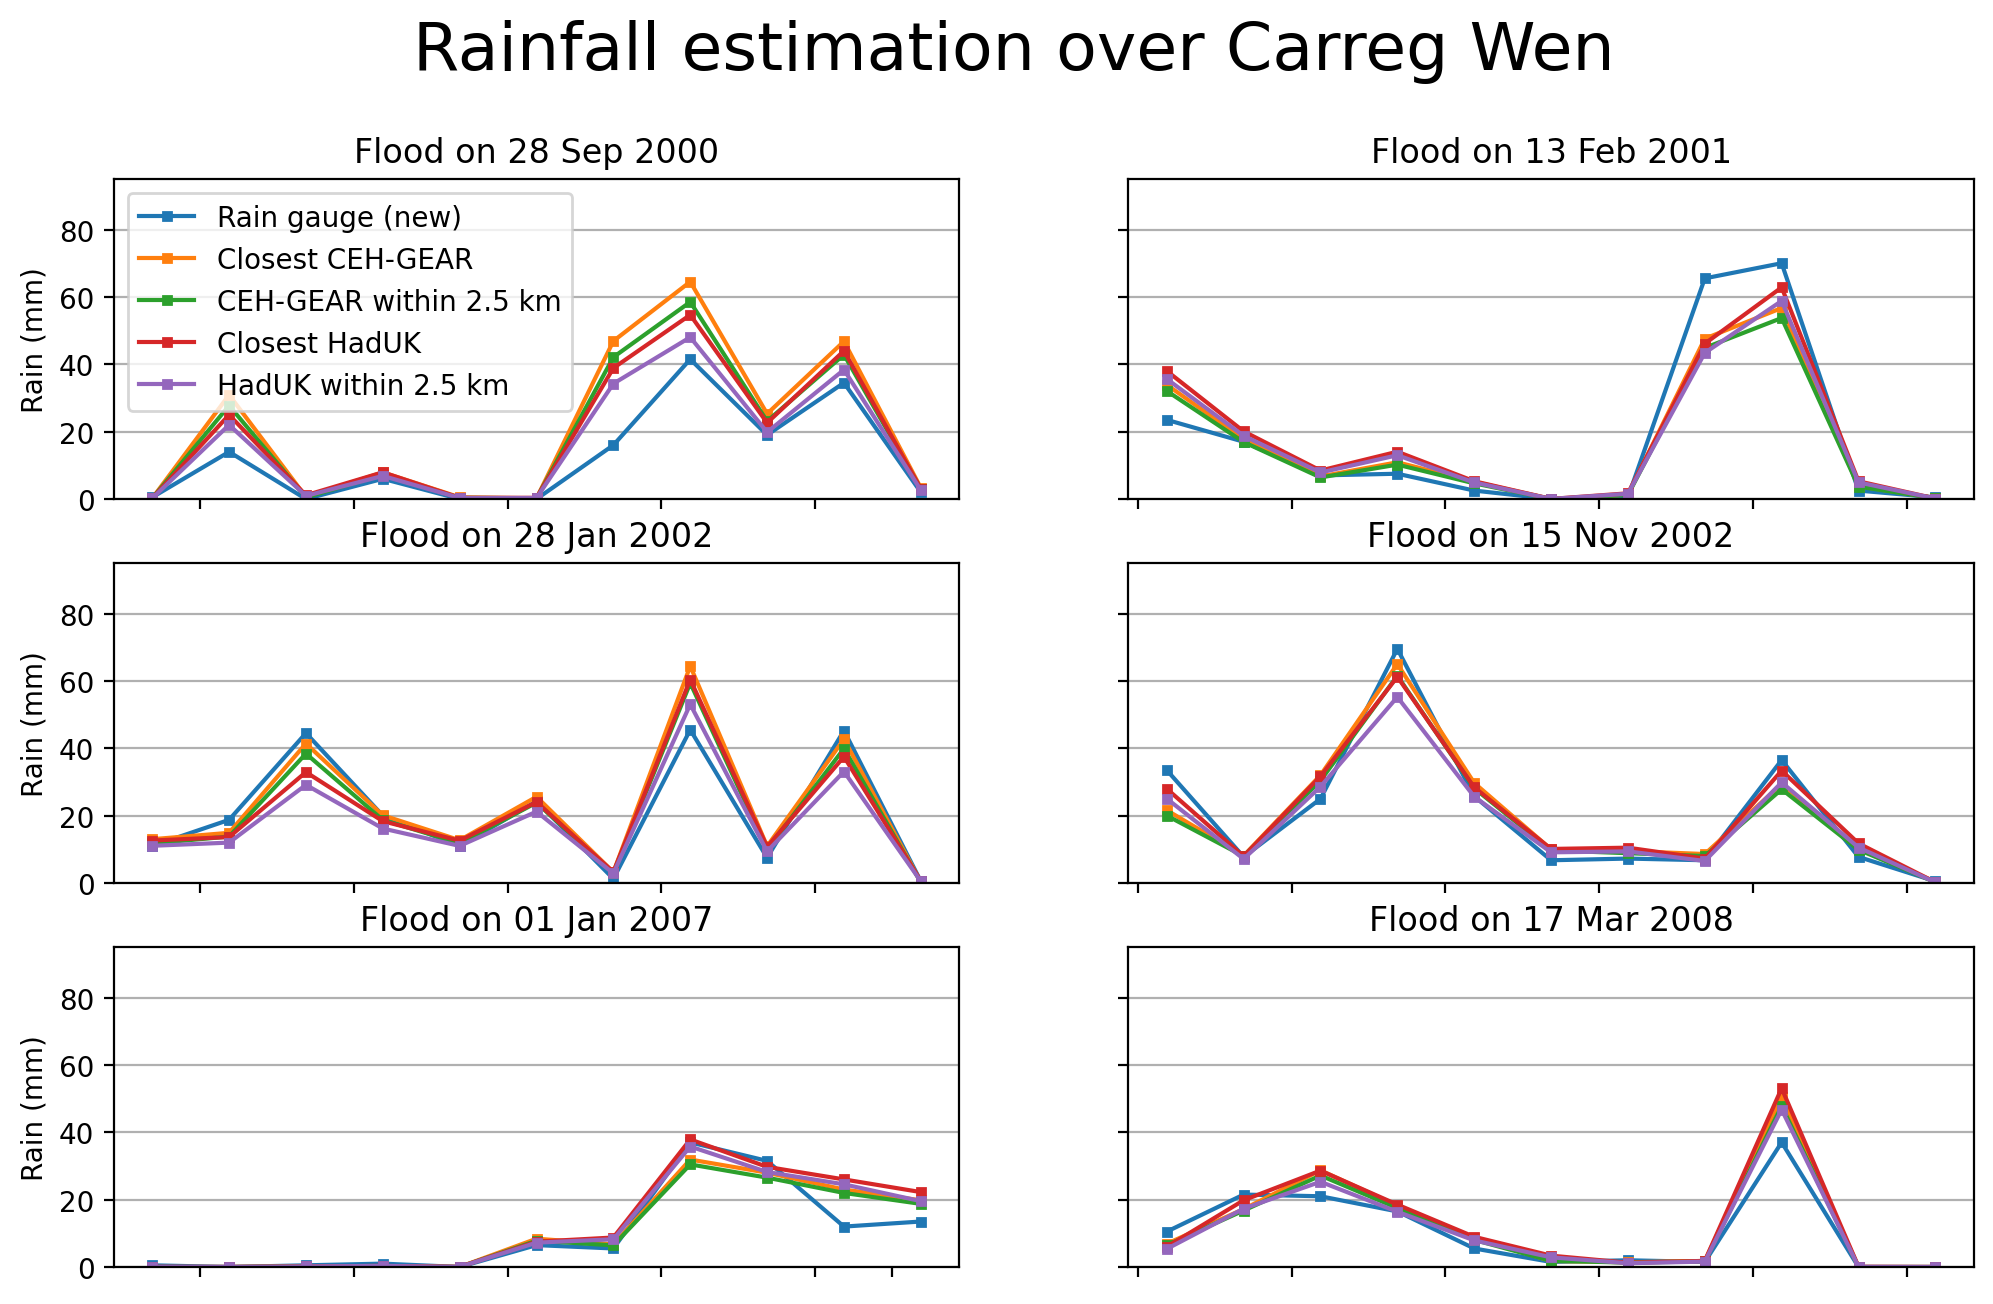 Rainfall estimation over Carreg Wen
Flood on 28 Sep 2000
Rain (mm)
80
60
40
20
0
Rain gauge (new)
Closest CEH-GEAR
CEH-GEAR within 2.5 km
Closest HadUK
HadUK within 2.5 km
Flood on 13 Feb 2001
Flood on 28 Jan 2002
Rain (mm)
80
60
40
20
0
Flood on 15 Nov 2002
Flood on 01 Jan 2007
Rain (mm)
80
60
40
20
0
Flood on 17 Mar 2008